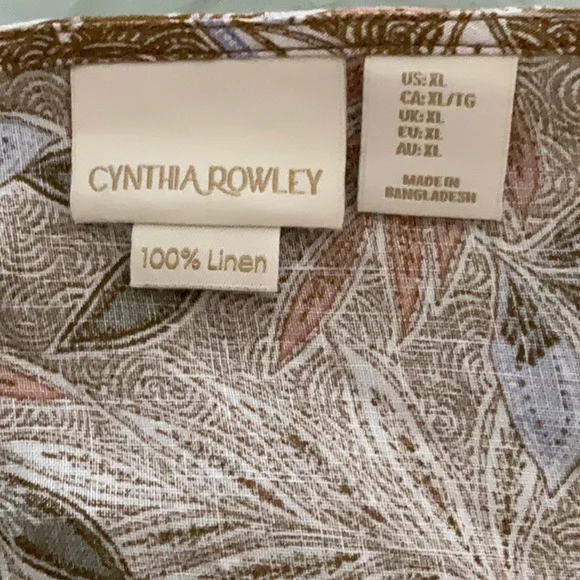 CYNTHIA ROWLEY
100% Linen
US: XL
CA: XL/TG
UK: XL
EU: XL
AU: XL
MADE IN
BANGLADESH